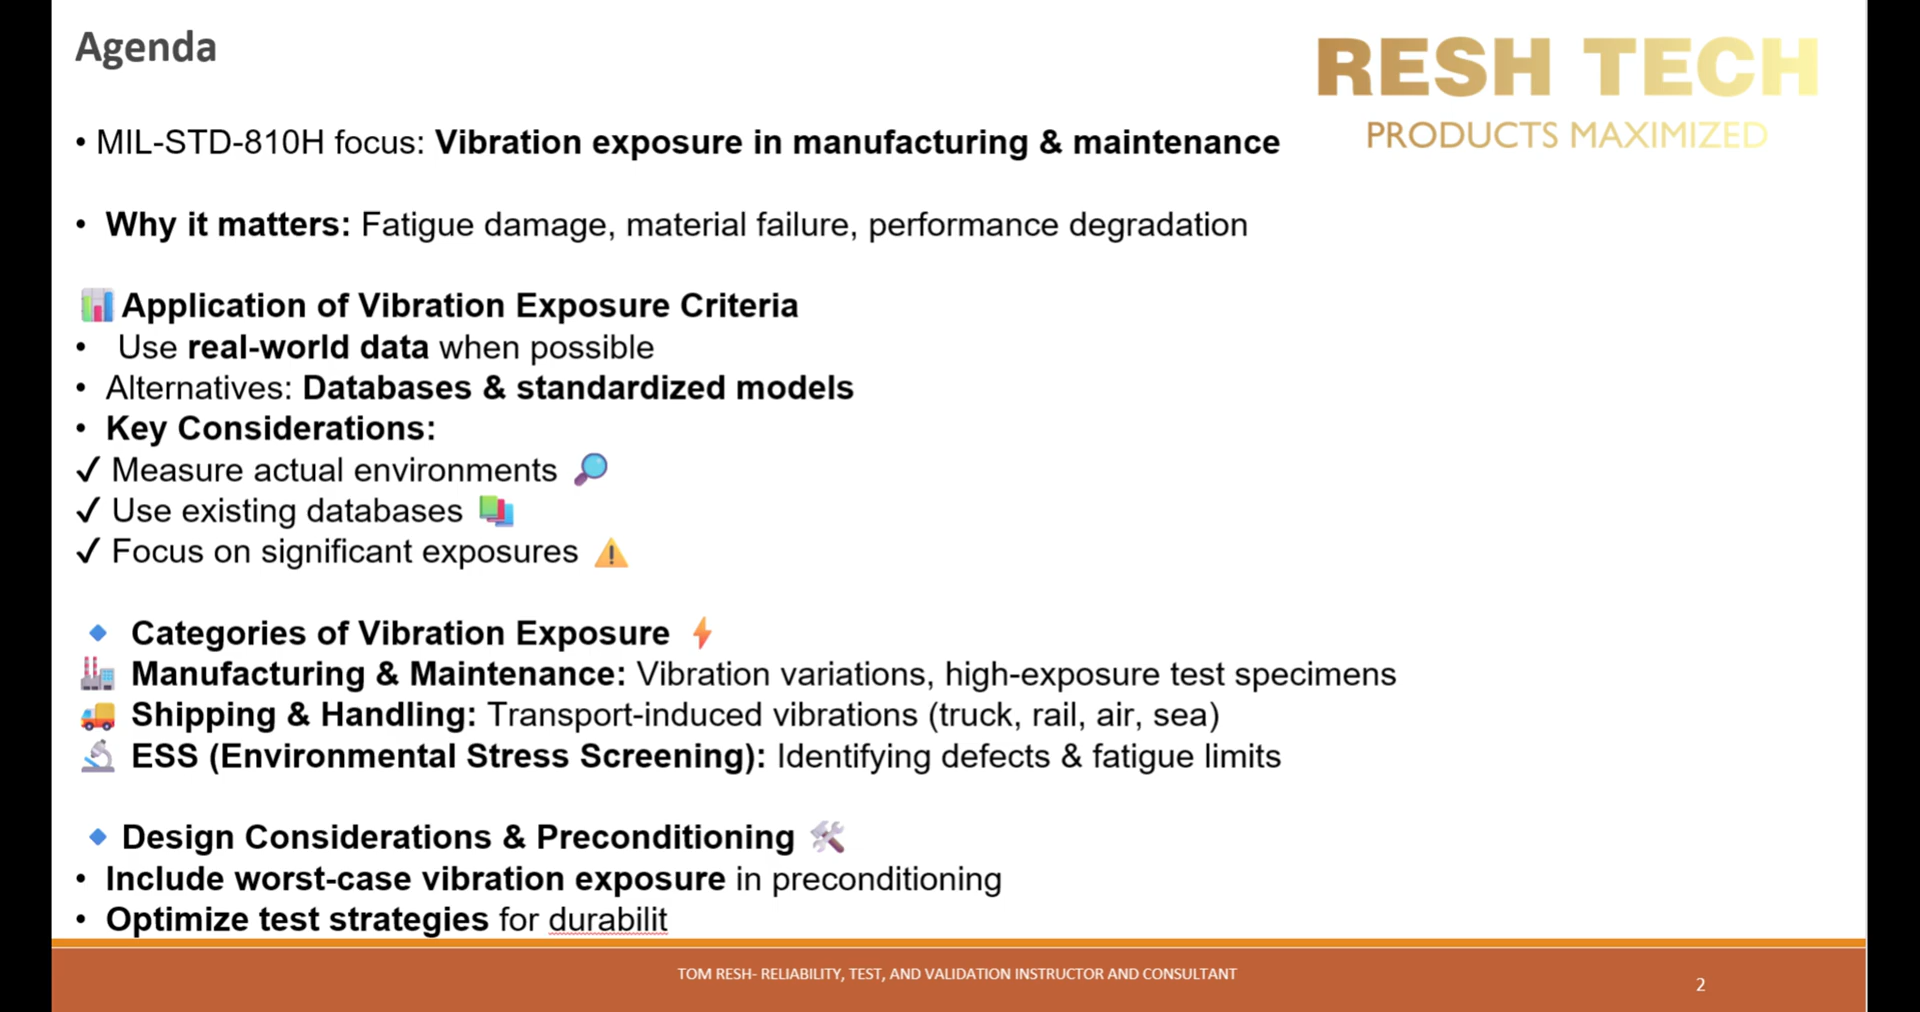 Agenda
RESH TECH
PRODUCTS MAXIMIZED
• MIL-STD-810H focus: Vibration exposure in manufacturing & maintenance
• Why it matters: Fatigue damage, material failure, performance degradation
📊 Application of Vibration Exposure Criteria
• Use real-world data when possible
• Alternatives: Databases & standardized models
• Key Considerations:
✔ Measure actual environments 🔎
✔ Use existing databases 📚
✔ Focus on significant exposures ⚠️
🔹 Categories of Vibration Exposure ⚡
🏭 Manufacturing & Maintenance: Vibration variations, high-exposure test specimens
🚚 Shipping & Handling: Transport-induced vibrations (truck, rail, air, sea)
🔬 ESS (Environmental Stress Screening): Identifying defects & fatigue limits
🔹 Design Considerations & Preconditioning 🛠️
• Include worst-case vibration exposure in preconditioning
• Optimize test strategies for durabilit
TOM RESH- RELIABILITY, TEST, AND VALIDATION INSTRUCTOR AND CONSULTANT
2